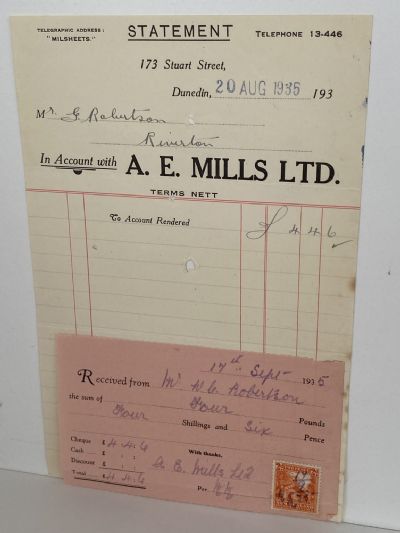 TELEGRAPHIC ADDRESS: "MILSHEETS."
STATEMENT
TELEPHONE 13-446
173 Stuart Street,
Dunedin, 20 AUG 1935 193
Mr. G Robertson
Riverton
In Account with A. E. MILLS LTD.
TERMS NETT
To Account Rendered £ 4 4 6
17th Sept 1935
Received from Mr Robertson
the sum of Four Pounds
Four Shillings and Six Pence
Cheque £ 4 4 6
With thanks.
Cash £ : :
Discount £ : :
A. E. Mills Ltd
Total £ 4 4 6
Per